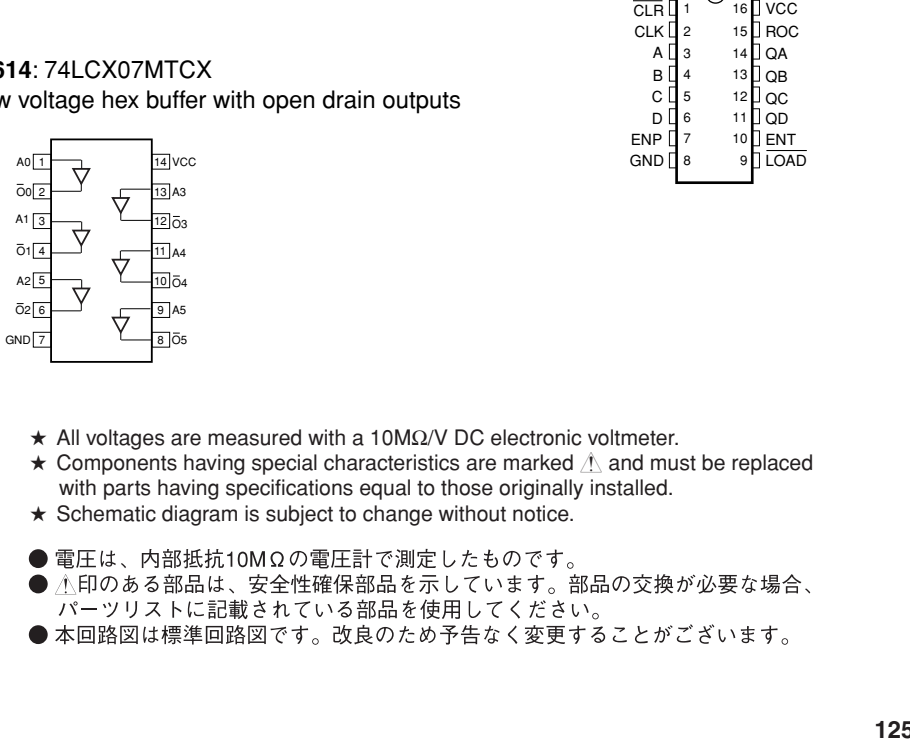 CLR 1 16 VCC
CLK 2 15 ROC
A 3 14 QA
B 4 13 QB
C 5 12 QC
D 6 11 QD
ENP 7 10 ENT
GND 8 9 LOAD
614: 74LCX07MTCX
voltage hex buffer with open drain outputs
A0 1 14 VCC
O̅0 2 13 A3
A1 3 12 O̅3
O̅1 4 11 A4
A2 5 10 O̅4
O̅2 6 9 A5
GND 7 8 O̅5
★ All voltages are measured with a 10MΩ/V DC electronic voltmeter.
★ Components having special characteristics are marked ⚠ and must be replaced
with parts having specifications equal to those originally installed.
★ Schematic diagram is subject to change without notice.
● 電圧は、内部抵抗10MΩの電圧計で測定したものです。
● ⚠印のある部品は、安全性確保部品を示しています。部品の交換が必要な場合、
パーツリストに記載されている部品を使用してください。
● 本回路図は標準回路図です。改良のため予告なく変更することがございます。
125